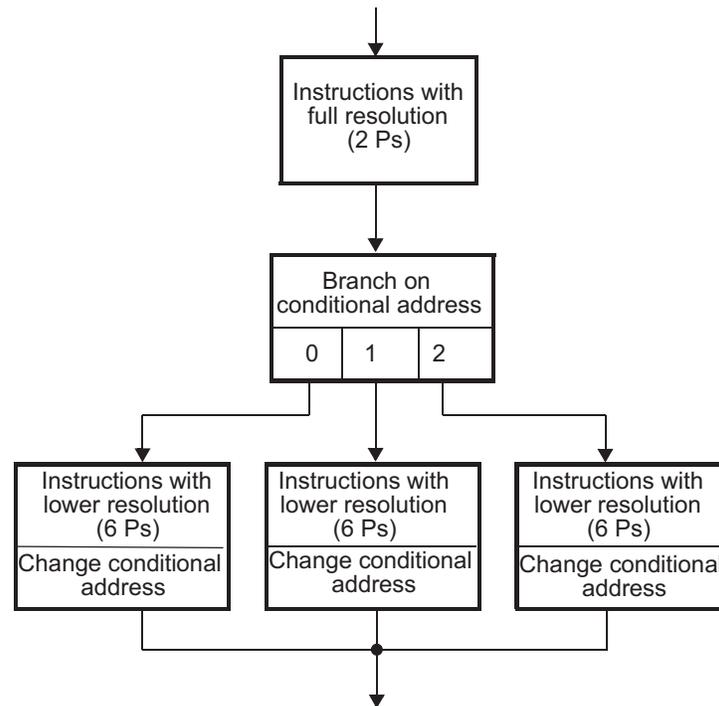 Instructions with
full resolution
(2 Ps)
Branch on
conditional address
0 1 2
Instructions with
lower resolution
(6 Ps)
Change conditional
address
Instructions with
lower resolution
(6 Ps)
Change conditional
address
Instructions with
lower resolution
(6 Ps)
Change conditional
address